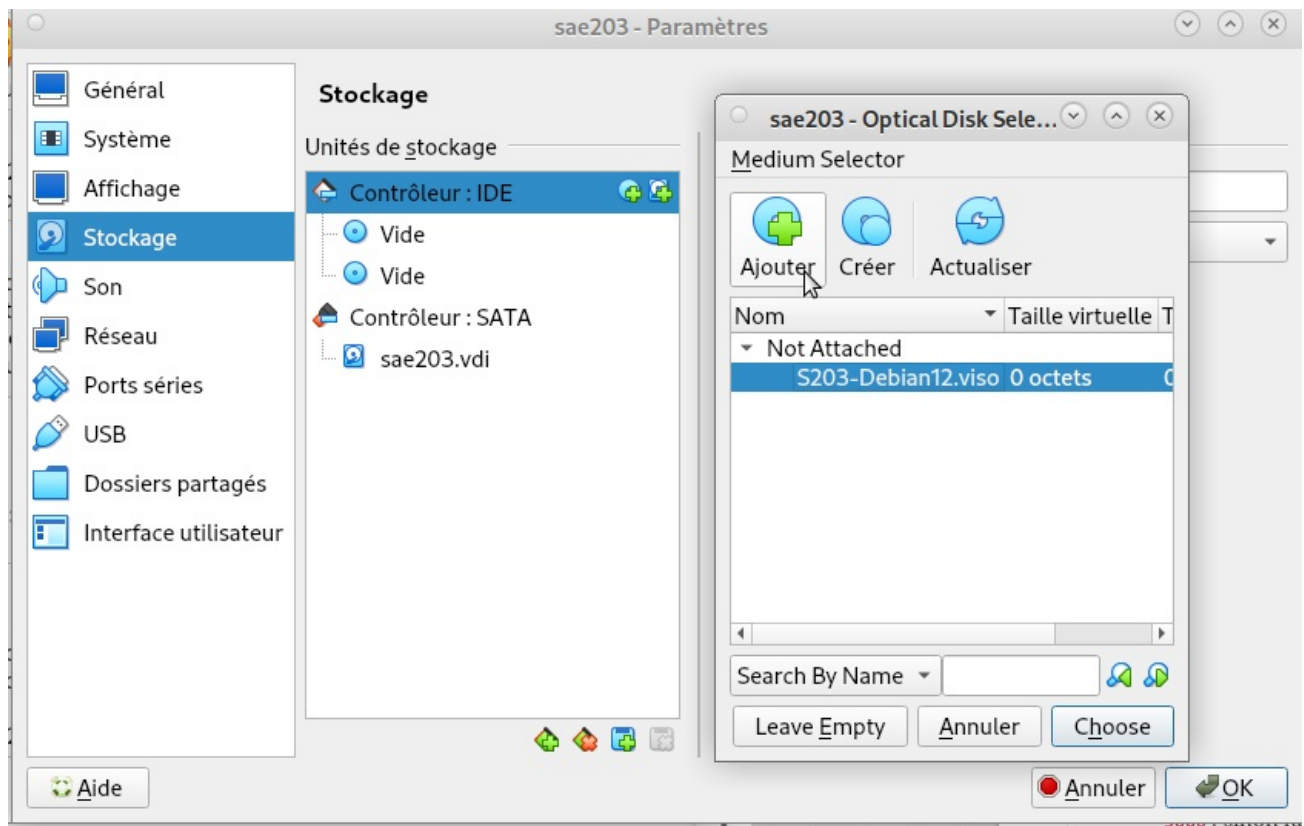 sae203 - Paramètres
Général
Système
Affichage
Stockage
Son
Réseau
Ports séries
USB
Dossiers partagés
Interface utilisateur
Stockage
Unités de stockage
Contrôleur : IDE
Vide
Vide
Contrôleur : SATA
sae203.vdi
sae203 - Optical Disk Sele...
Medium Selector
Ajouter Créer Actualiser
Nom Taille virtuelle T
Not Attached
S203-Debian12.viso 0 octets 0
Search By Name
Leave Empty Annuler Choose
Aide Annuler OK